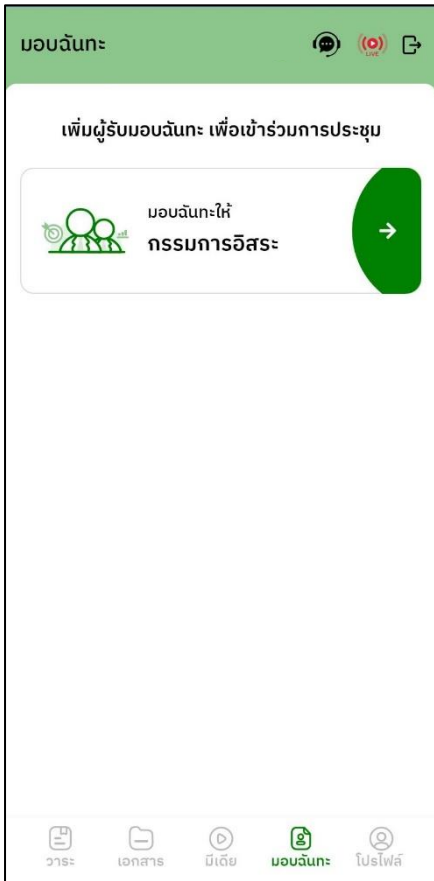 มอบฉันทะ
LIVE
เพิ่มผู้รับมอบฉันทะ เพื่อเข้าร่วมการประชุม
มอบฉันทะให้
กรรมการอิสระ
วาระ
เอกสาร
มีเดีย
มอบฉันทะ
โปรไฟล์